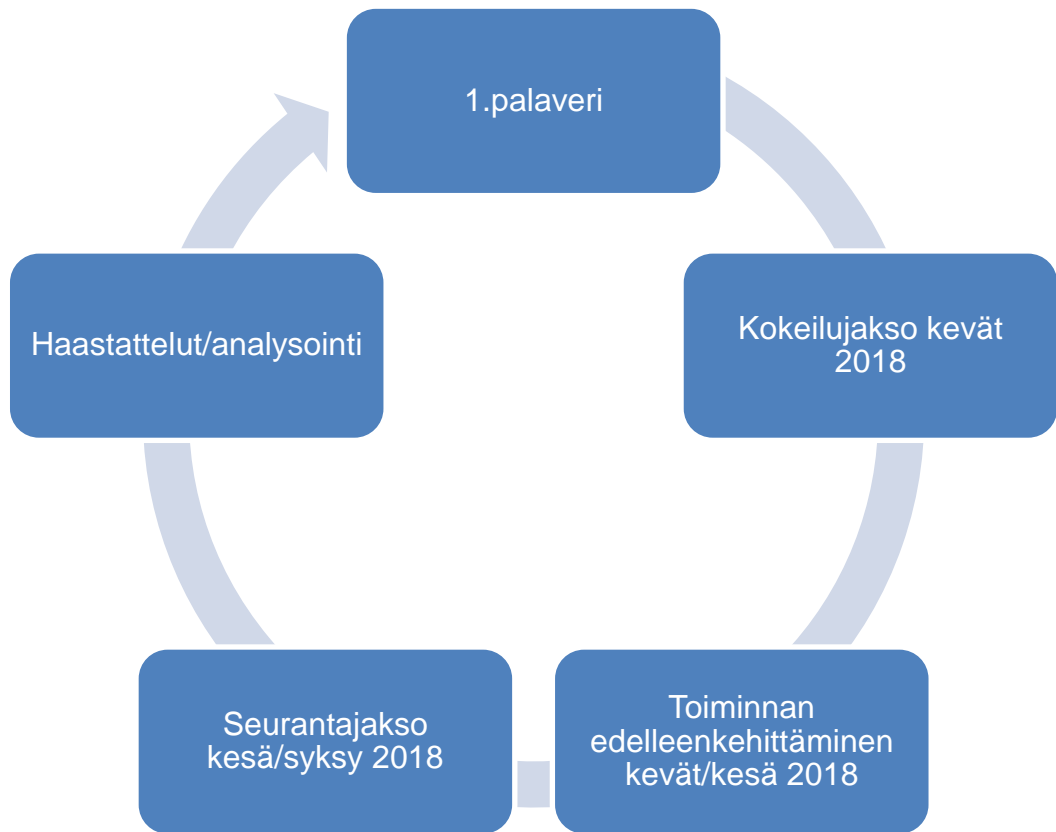 1.palaveri
Kokeilujakso kevät
2018
Toiminnan
edelleenkehittäminen
kevät/kesä 2018
Seurantajakso
kesä/syksy 2018
Haastattelut/analysointi